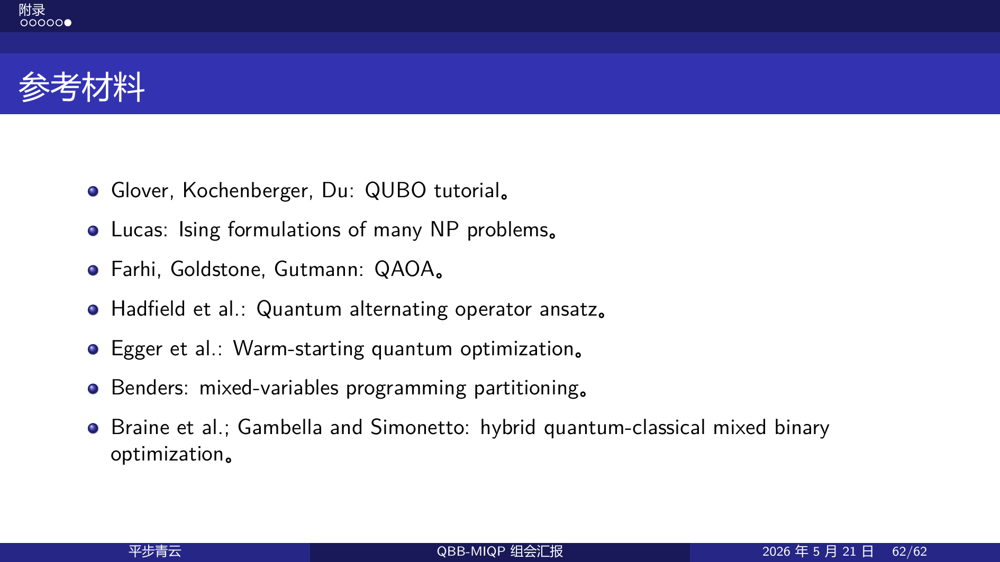 附录
参考材料
Glover, Kochenberger, Du: QUBO tutorial。
Lucas: Ising formulations of many NP problems。
Farhi, Goldstone, Gutmann: QAOA。
Hadfield et al.: Quantum alternating operator ansatz。
Egger et al.: Warm-starting quantum optimization。
Benders: mixed-variables programming partitioning。
Braine et al.; Gambella and Simonetto: hybrid quantum-classical mixed binary
optimization。
平步青云 QBB-MIQP 组会汇报 2026 年 5 月 21 日 62/62